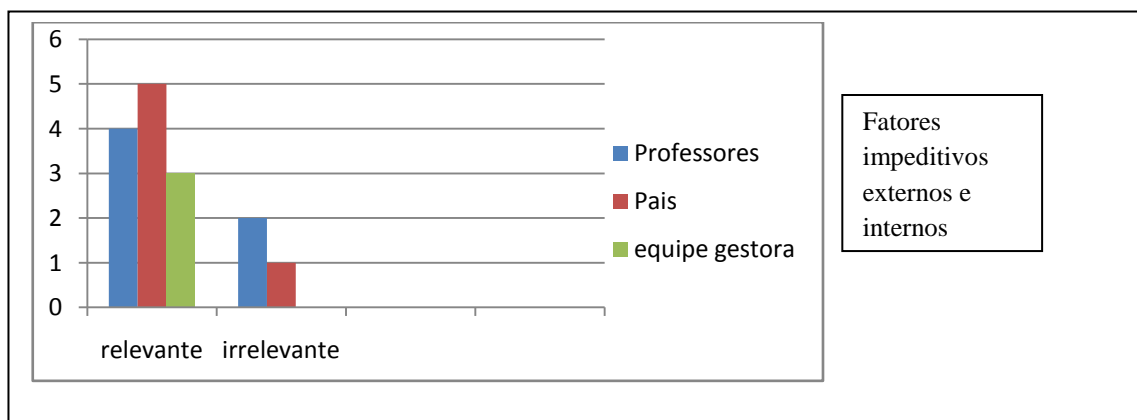 6
5
4
3
2
1
0
relevante irrelevante
Professores
Pais
equipe gestora
Fatores
impeditivos
externos e
internos